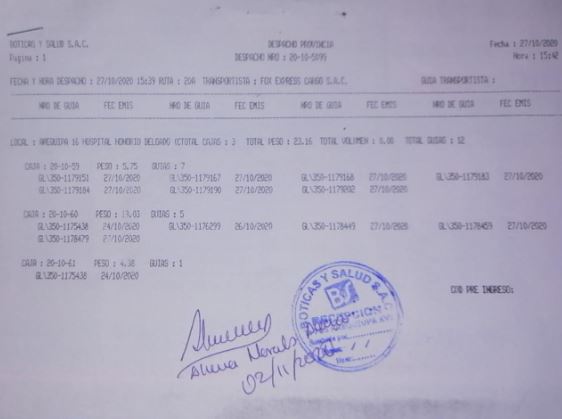 BOTICAS Y SALUD S.A.C. DESPACHO PROVINCIA Fecha : 27/10/2020
Pagina : 1 DESPACHO NRO : 20-10-5099 Hora : 15:42
FECHA Y HORA DESPACHO : 27/10/2020 15:39 RUTA : 20A TRANSPORTISTA : FOX EXPRESS CARGO S.A.C. GUIA TRANSPORTISTA :
NRO DE GUIA FEC EMIS NRO DE GUIA FEC EMIS NRO DE GUIA FEC EMIS NRO DE GUIA FEC EMIS
LOCAL : AREQUIPA 16 HOSPITAL HONORIO DELGADO (CTOTAL CAJAS : 3 TOTAL PESO : 23.16 TOTAL VOLUMEN : 0.00 TOTAL GUIAS : 12
CAJA : 20-10-59 PESO : 5.75 GUIAS : 7
GL\350-1179151 27/10/2020 GL\350-1179167 27/10/2020 GL\350-1179168 27/10/2020 GL\350-1179183 27/10/2020
GL\350-1179184 27/10/2020 GL\350-1179190 27/10/2020 GL\350-1179202 27/10/2020
CAJA : 20-10-60 PESO : 13.03 GUIAS : 5
GL\350-1175438 24/10/2020 GL\350-1176299 26/10/2020 GL\350-1178449 27/10/2020 GL\350-1178459 27/10/2020
GL\350-1178479 27/10/2020
CAJA : 20-10-61 PESO : 4.38 GUIAS : 1
GL\350-1175438 24/10/2020
COD PRE INGRESO:
BOTICAS Y SALUD S.A.C.
RECEPCION
02/11/2020